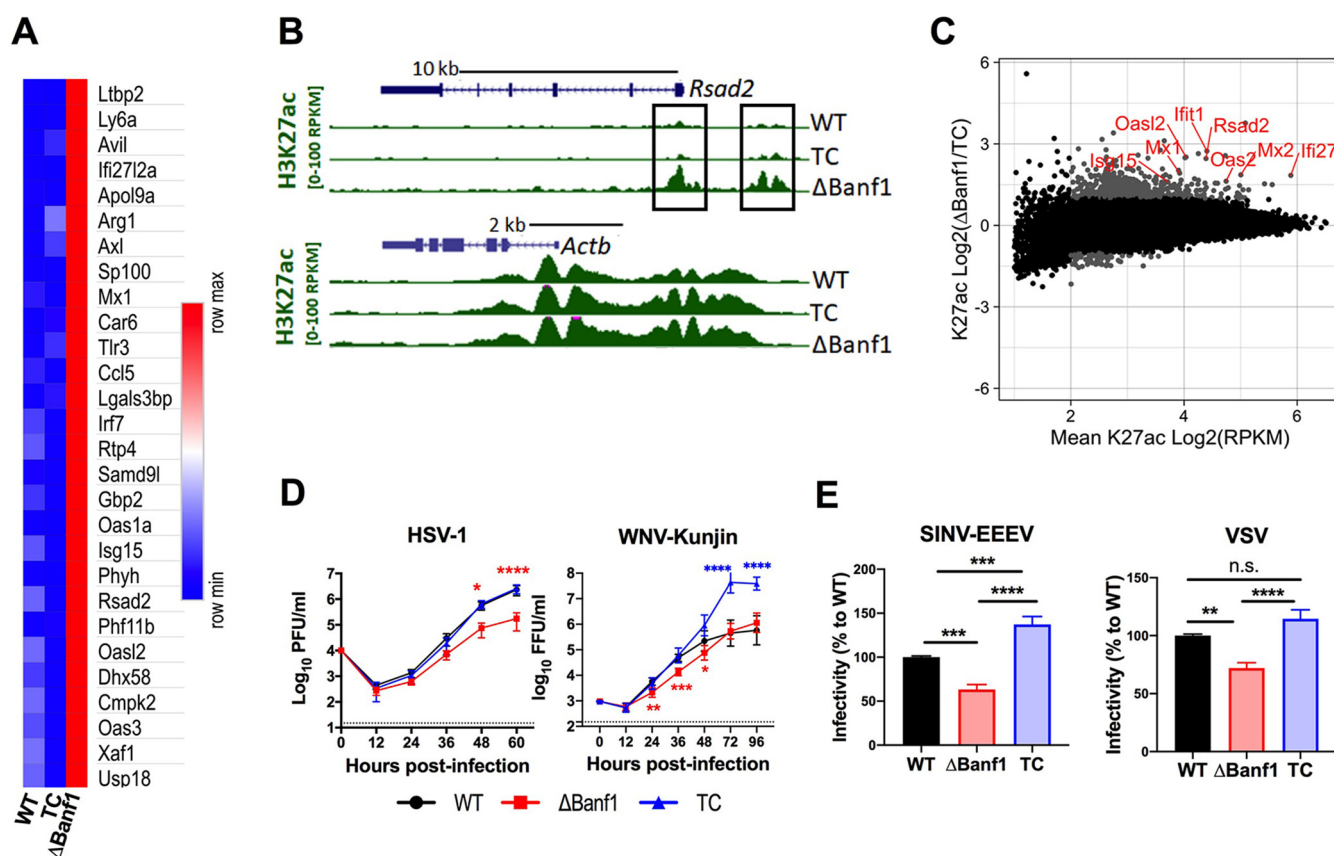 A
Ltbp2
Ly6a
Avil
Ifi27l2a
Apol9a
Arg1
Axl
Sp100
Mx1
Car6
Tlr3
Ccl5
Lgals3bp
Irf7
Rtp4
Samd9l
Gbp2
Oas1a
Isg15
Phyh
Rsad2
Phf11b
Oasl2
Dhx58
Cmpk2
Oas3
Xaf1
Usp18
WT
TC
ΔBanf1
row max
row min
B
10 kb
Rsad2
H3K27ac
[0-100 RPKM]
WT
TC
ΔBanf1
2 kb
Actb
H3K27ac
[0-100 RPKM]
WT
TC
ΔBanf1
C
K27ac Log2(ΔBanf1/TC)
6
3
0
-3
-6
Oasl2
Ifit1
Rsad2
Isg15
Mx1
Oas2
Mx2
Ifi27
2 4 6
Mean K27ac Log2(RPKM)
D
HSV-1
Log10 PFU/ml
7
6
5
4
3
2
1
* ****
0 12 24 36 48 60
Hours post-infection
WNV-Kunjin
log10 FFU/ml
8
7
6
5
4
3
2
**** ****
** *** *
0 12 24 36 48 72 96
Hours post-infection
WT ΔBanf1 TC
E
SINV-EEEV
Infectivity (% to WT)
200
150
100
50
0
***
****
***
WT ΔBanf1 TC
VSV
Infectivity (% to WT)
150
100
50
0
n.s.
** ****
WT ΔBanf1 TC